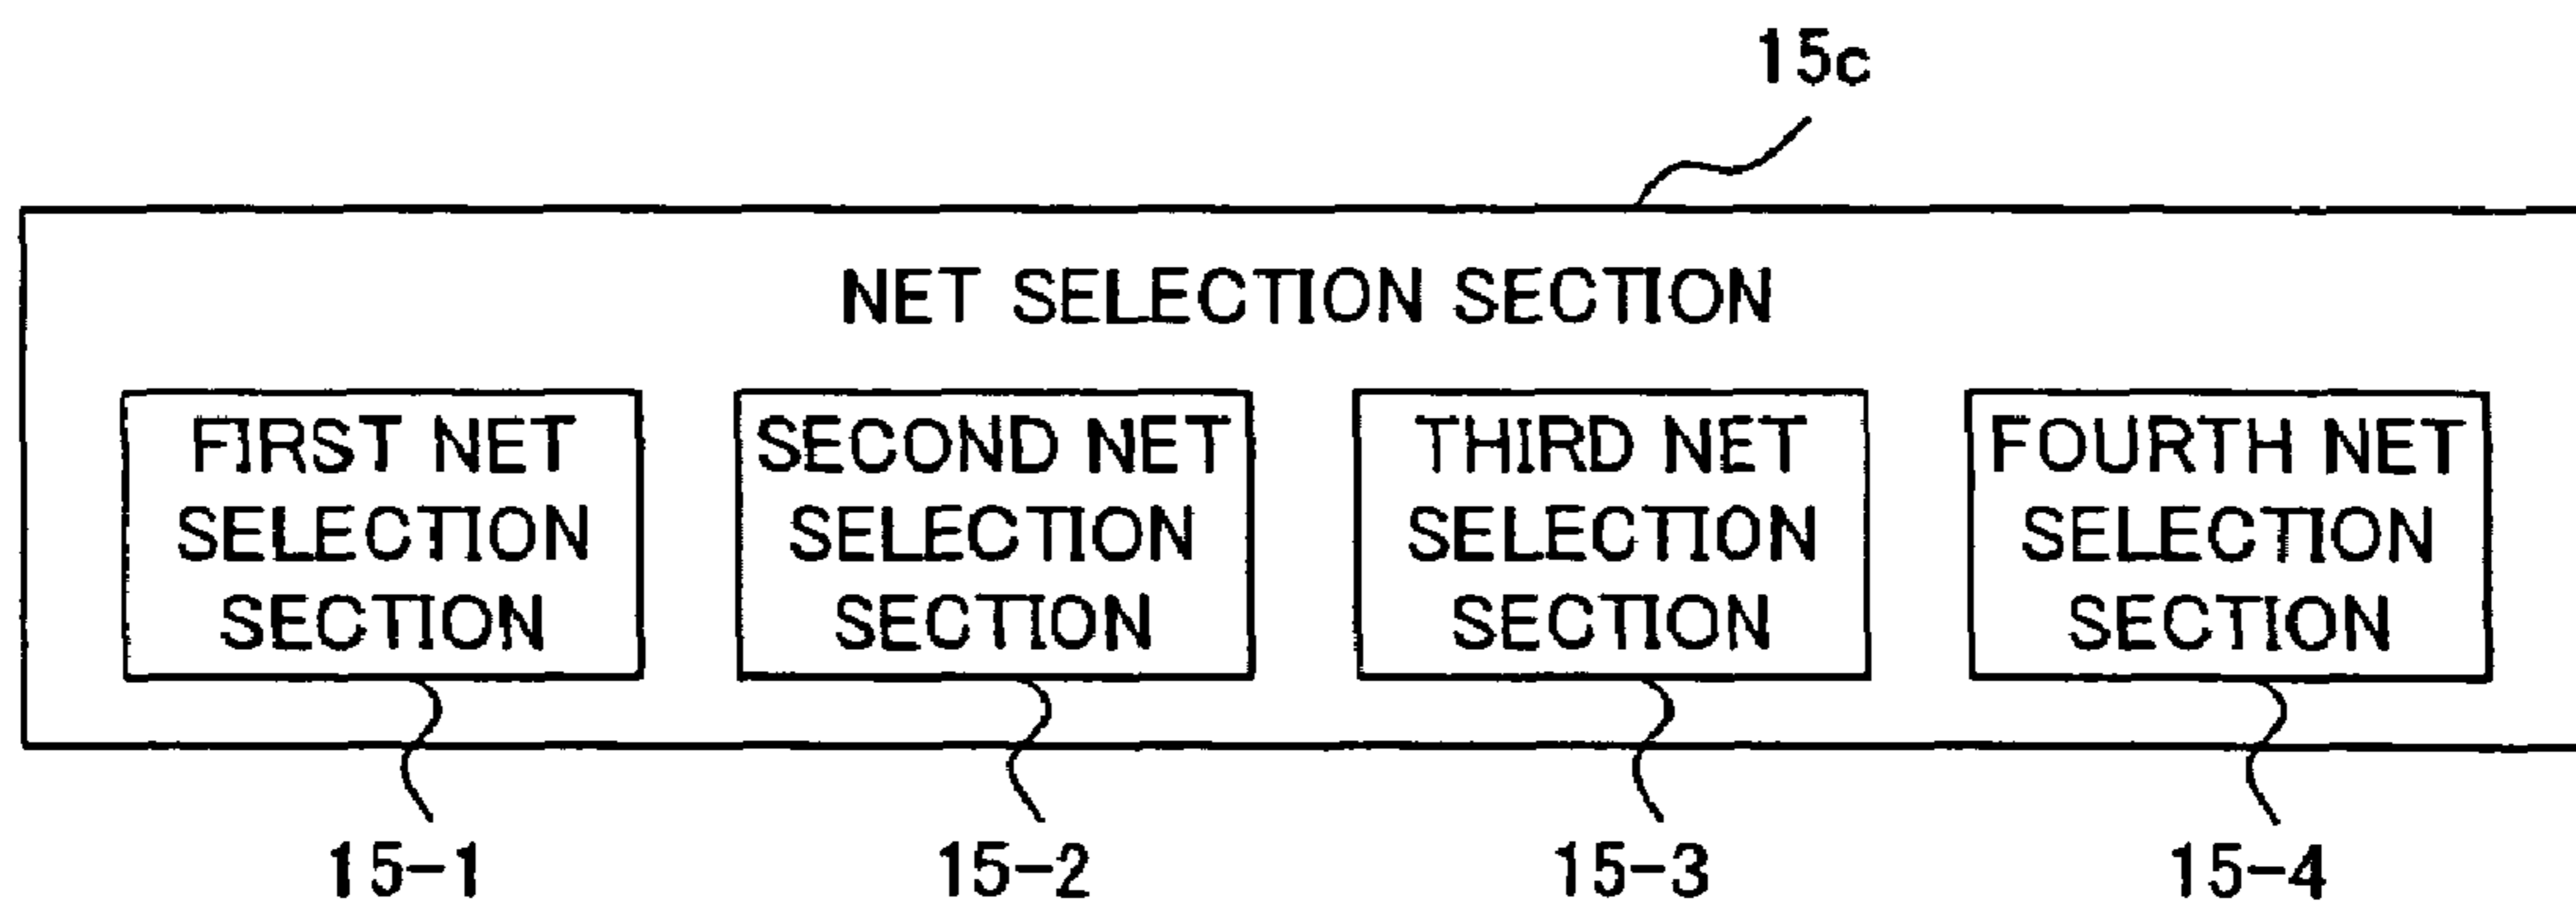 15c
NET SELECTION SECTION
FIRST NET
SELECTION
SECTION
SECOND NET
SELECTION
SECTION
THIRD NET
SELECTION
SECTION
FOURTH NET
SELECTION
SECTION
15-1
15-2
15-3
15-4